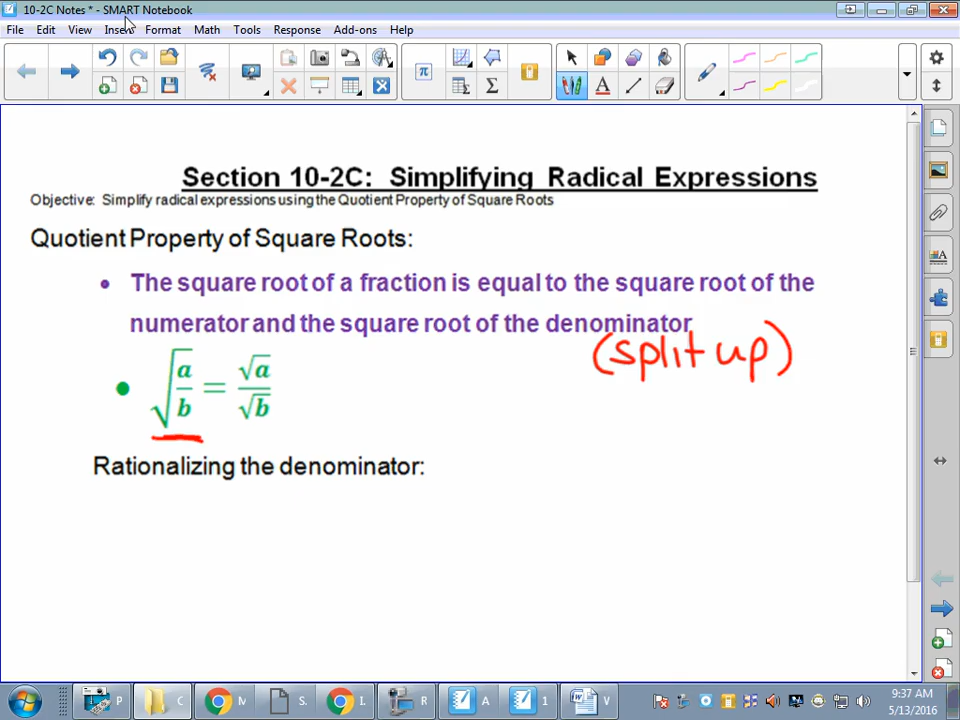 10-2C Notes * - SMART Notebook
File Edit View Insert Format Math Tools Response Add-ons Help
π Σ A
Section 10-2C: Simplifying Radical Expressions
Objective: Simplify radical expressions using the Quotient Property of Square Roots
Quotient Property of Square Roots:
• The square root of a fraction is equal to the square root of the
numerator and the square root of the denominator
(split up)
• √(a/b) = √a/√b
Rationalizing the denominator:
P C M S. I. R A 1 V
9:37 AM
5/13/2016